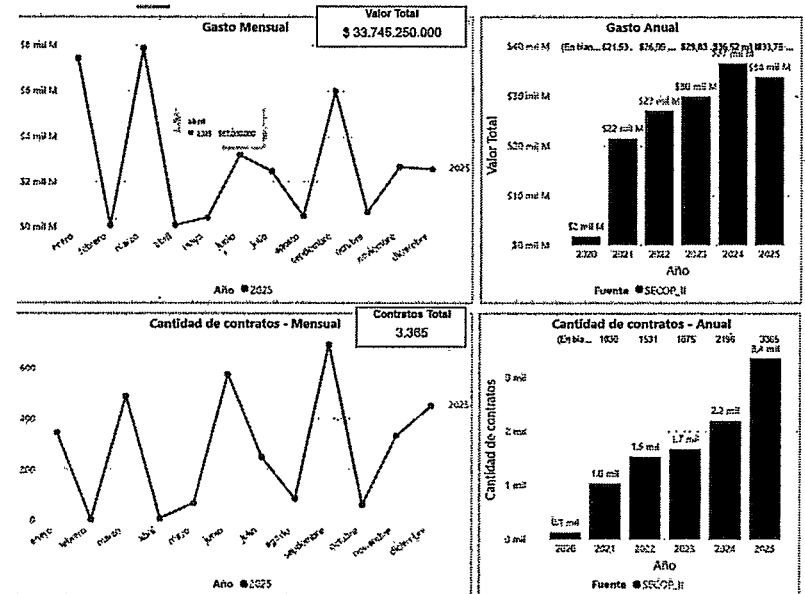 Gasto Mensual
Valor Total
$ 33.745.250.000
$8 mil M
$6 mil M
$2 mil M
$0 mil M
enero
febrero
marzo
abril
mayo
junio
julio
agosto
septiembre
octubre
noviembre
diciembre
2025
Año 2025
Gasto Anual
Valor Total
$40 mil M
$30 mil M
$20 mil M
$10 mil M
$0 mil M
$2 mil M
$22 mil M
$27 mil M
$30 mil M
$37 mil M
$34 mil M
2020 2021 2022 2023 2024 2025
Año
Fuente SECOP_II
Cantidad de contratos - Mensual
Contratos Total
3.365
600
400
200
0
enero
febrero
marzo
abril
mayo
junio
julio
agosto
septiembre
octubre
noviembre
diciembre
2025
Año 2025
Cantidad de contratos - Anual
1531 2196 3365
Cantidad de contratos
2 mil
1 mil
0 mil
0,1 mil
1,0 mil
1,5 mil
1,7 mil
2,2 mil
3,4 mil
2020 2021 2022 2023 2024 2025
Año
Fuente SECOP_II